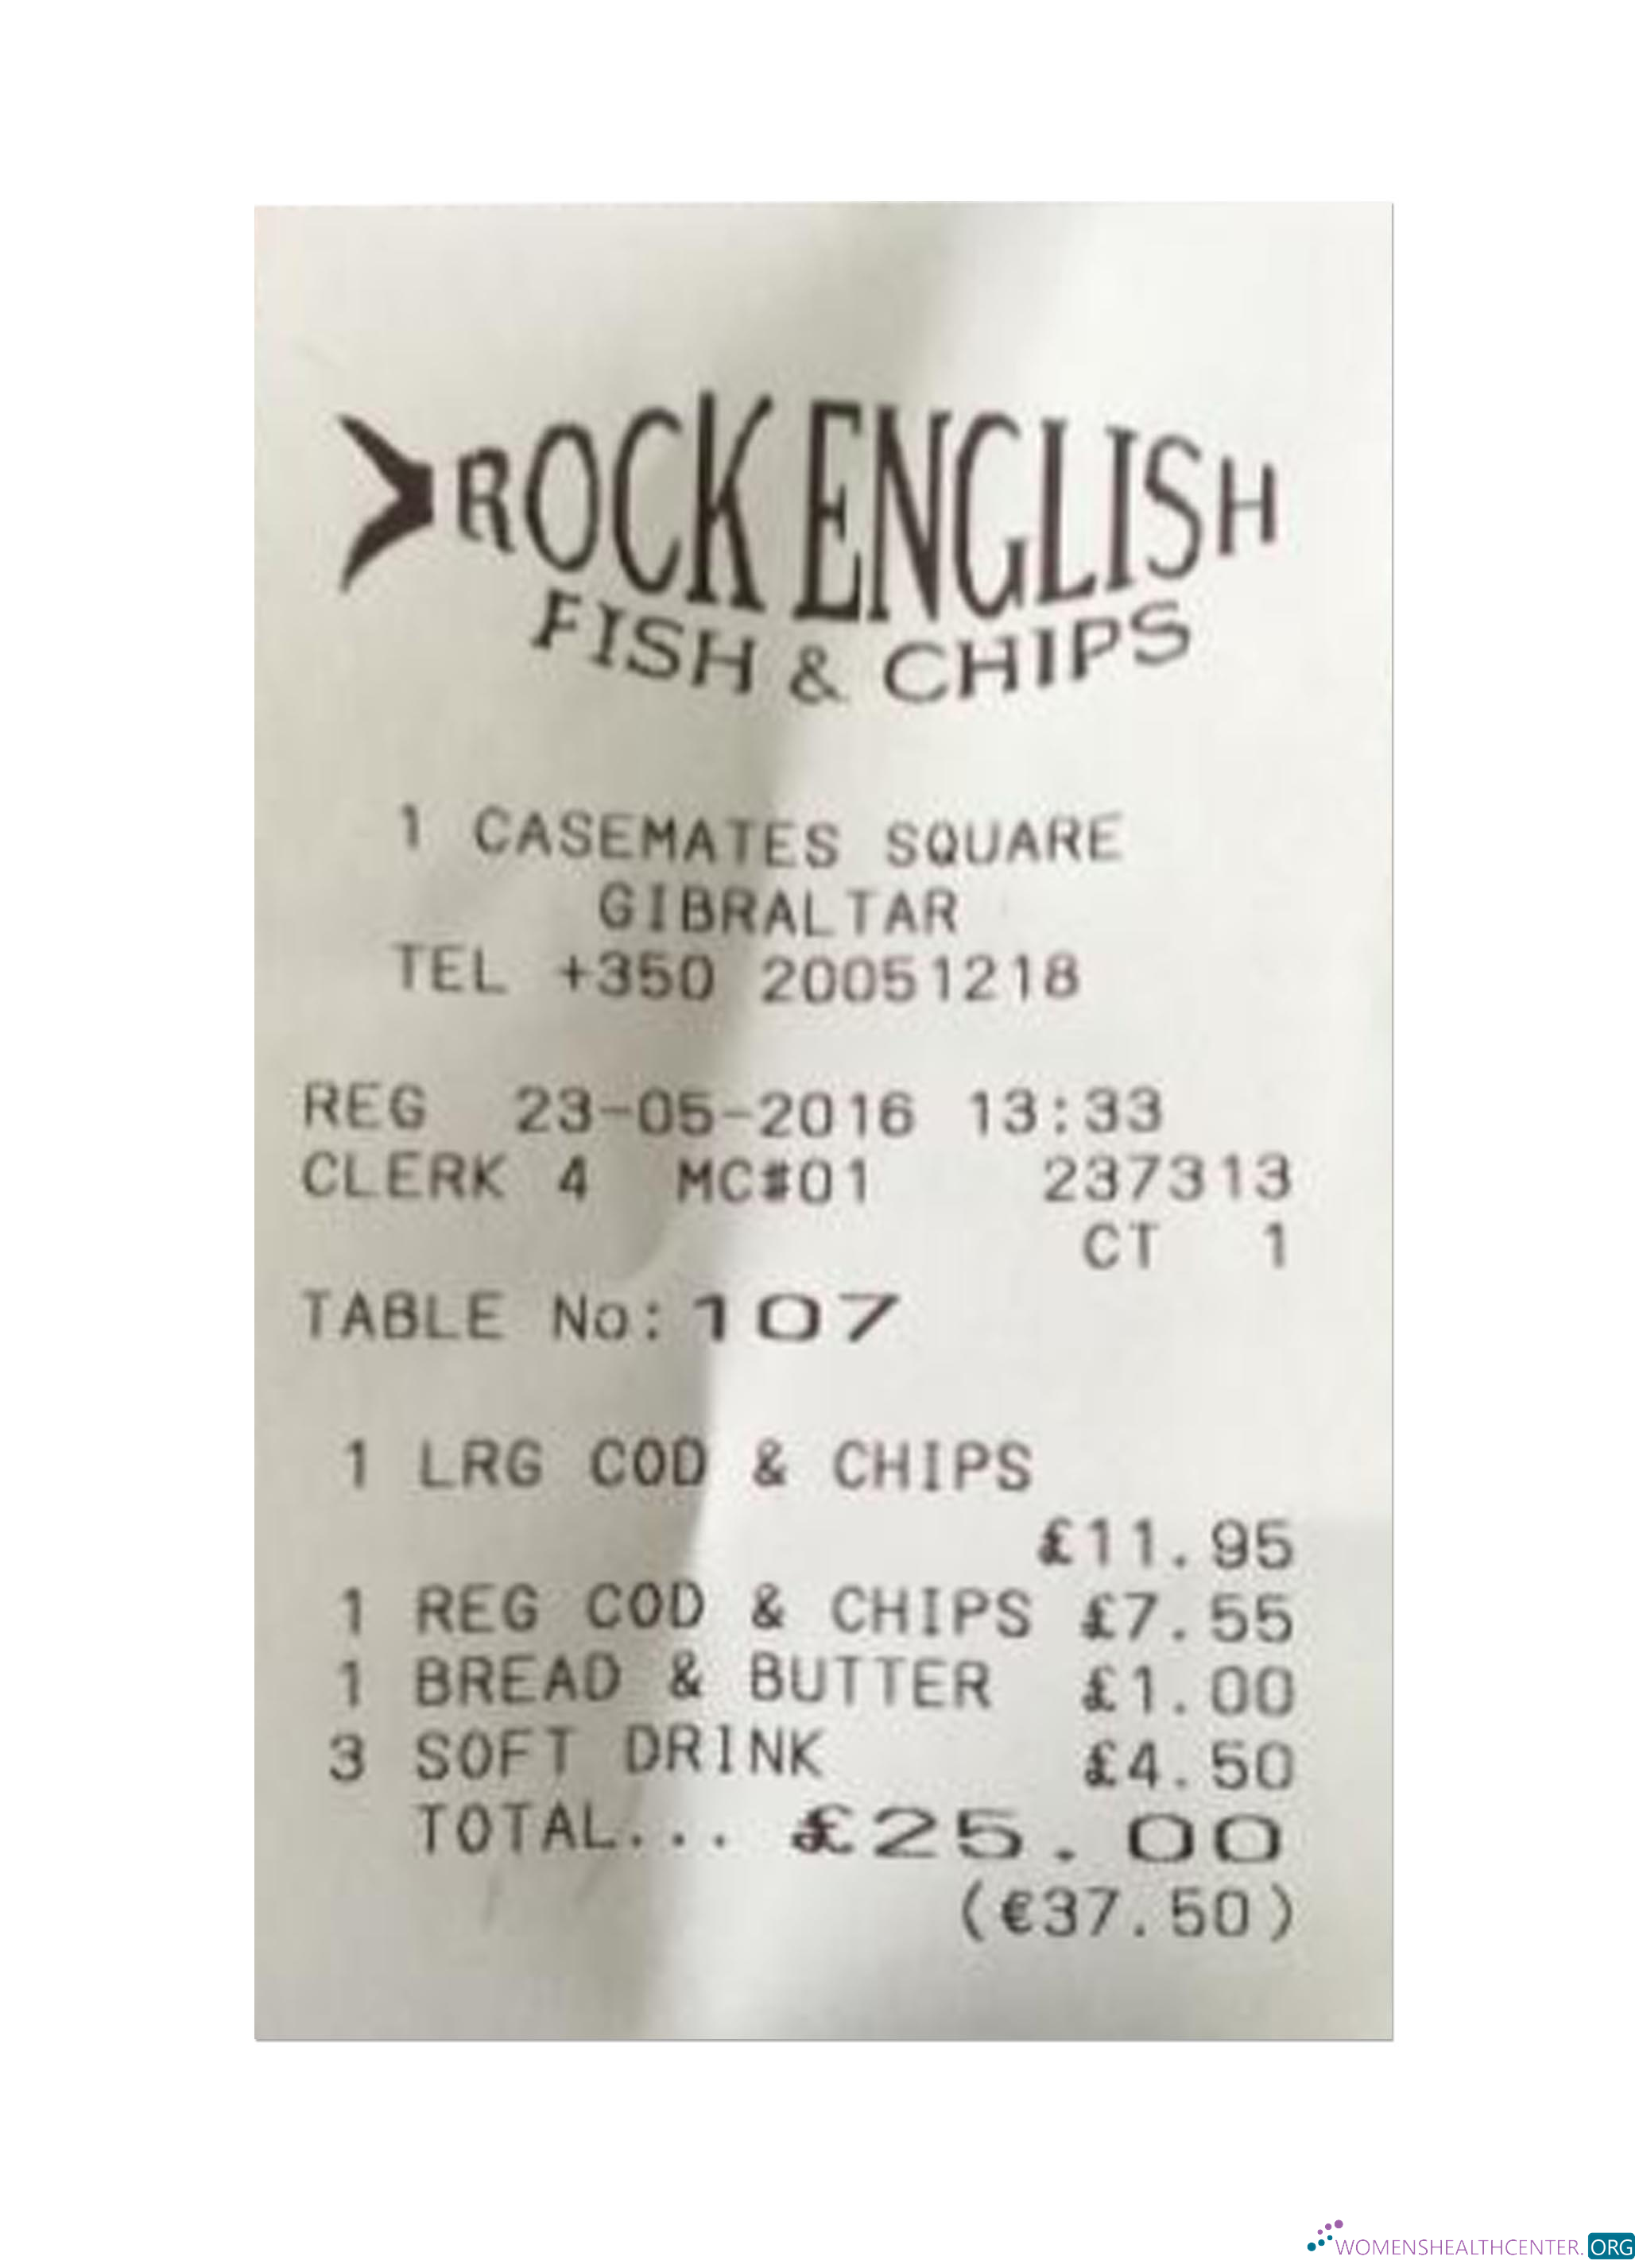 ROCK ENGLISH
FISH & CHIPS
1 CASEMATES SQUARE
GIBRALTAR
TEL +350 20051218
REG 23-05-2016 13:33
CLERK 4 MC#01 237313
CT 1
TABLE No: 107
1 LRG COD & CHIPS
£11.95
1 REG COD & CHIPS £7.55
1 BREAD & BUTTER £1.00
3 SOFT DRINK £4.50
TOTAL... £25.00
(€37.50)
WOMENSHEALTHCENTER.ORG